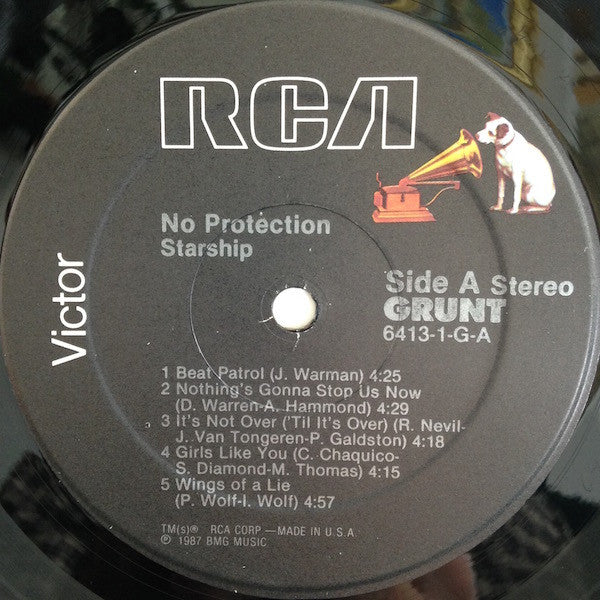 RCA
Victor
No Protection
Starship
Side A Stereo
GRUNT
6413-1-G-A
1 Beat Patrol (J. Warman) 4:25
2 Nothing's Gonna Stop Us Now
(D. Warren-A. Hammond) 4:29
3 It's Not Over ('Til It's Over) (R. Nevil-
J. Van Tongeren-P. Galdston) 4:18
4 Girls Like You (C. Chaquico-
S. Diamond-M. Thomas) 4:15
5 Wings of a Lie
(P. Wolf-I. Wolf) 4:57
TM(s)® RCA CORP.—MADE IN U.S.A.
℗ 1987 BMG MUSIC